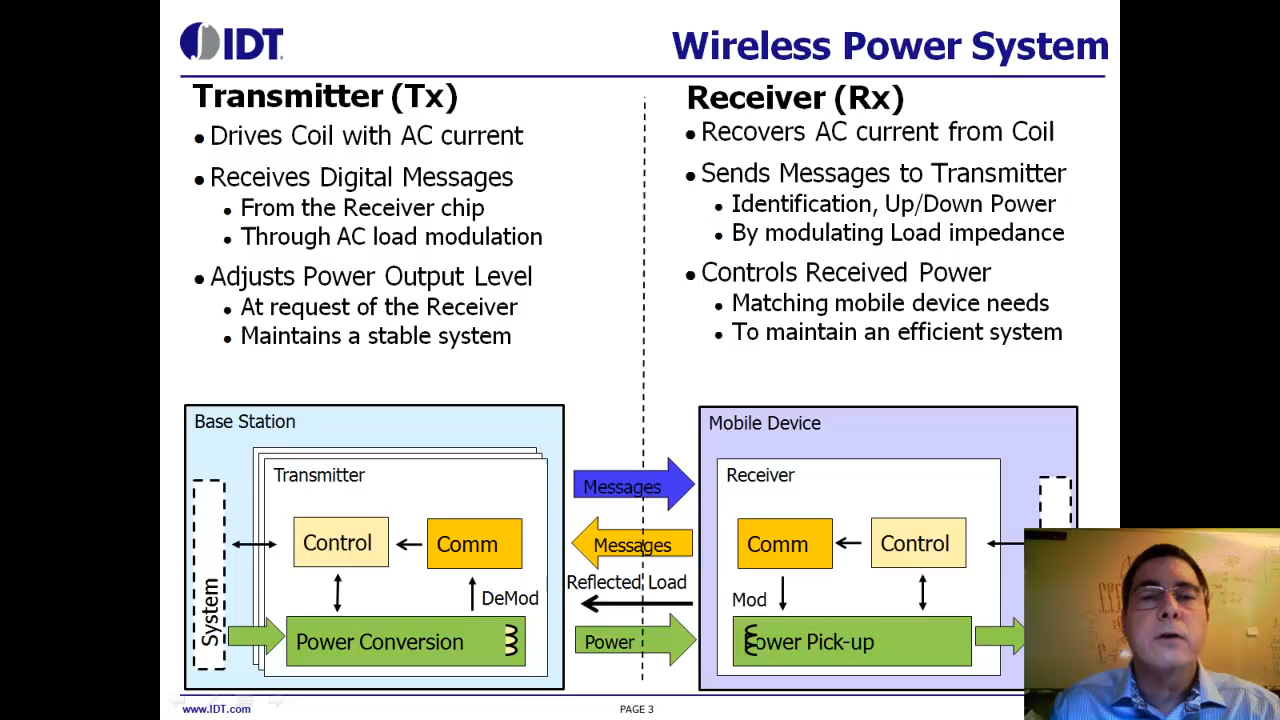 IDT
Wireless Power System
Transmitter (Tx)
• Drives Coil with AC current
• Receives Digital Messages
• From the Receiver chip
• Through AC load modulation
• Adjusts Power Output Level
• At request of the Receiver
• Maintains a stable system
Receiver (Rx)
• Recovers AC current from Coil
• Sends Messages to Transmitter
• Identification, Up/Down Power
• By modulating Load impedance
• Controls Received Power
• Matching mobile device needs
• To maintain an efficient system
Base Station
Transmitter
System
Control
Comm
DeMod
Power Conversion
Messages
Messages
Reflected Load
Power
Mobile Device
Receiver
Comm
Control
Mod
Power Pick-up
www.IDT.com
PAGE 3